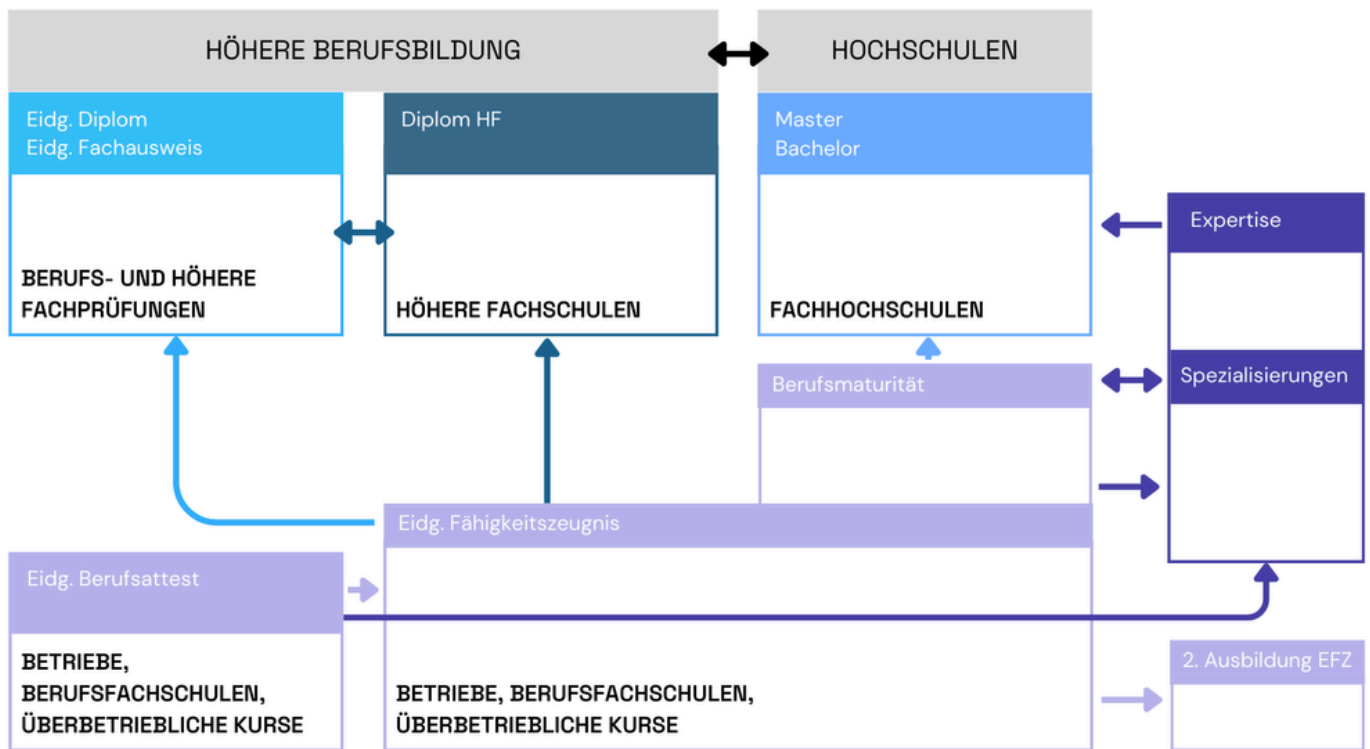 HÖHERE BERUFSBILDUNG
HOCHSCHULEN
Eidg. Diplom
Eidg. Fachausweis
Diplom HF
Master
Bachelor
BERUFS- UND HÖHERE
FACHPRÜFUNGEN
HÖHERE FACHSCHULEN
FACHHOCHSCHULEN
Expertise
Spezialisierungen
Berufsmaturität
Eidg. Fähigkeitszeugnis
Eidg. Berufsattest
BETRIEBE,
BERUFSFACHSCHULEN,
ÜBERBETRIEBLICHE KURSE
BETRIEBE, BERUFSFACHSCHULEN,
ÜBERBETRIEBLICHE KURSE
2. Ausbildung EFZ